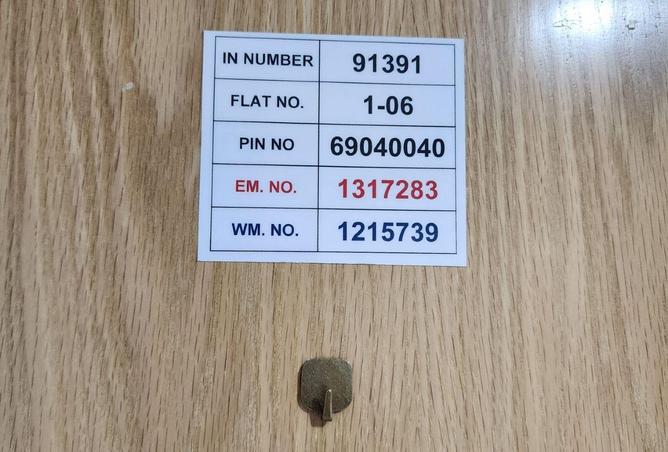 IN NUMBER 91391
FLAT NO. 1-06
PIN NO 69040040
EM. NO. 1317283
WM. NO. 1215739